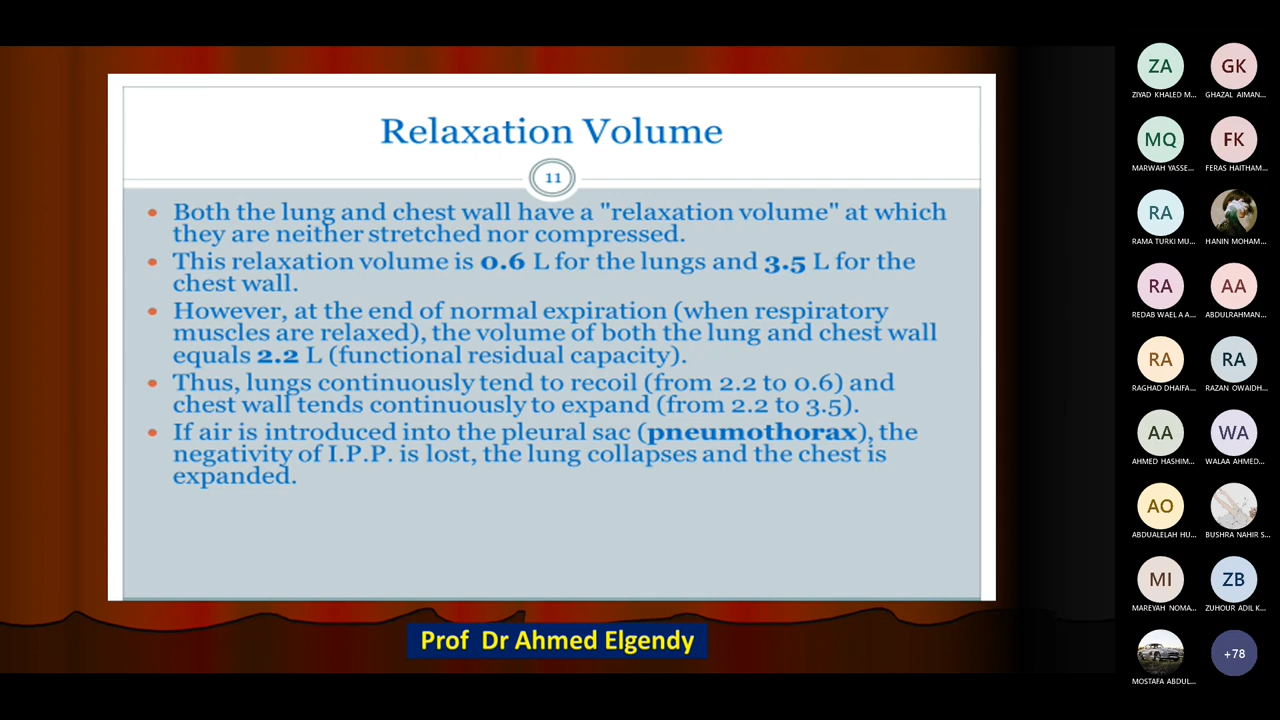 Relaxation Volume
11
• Both the lung and chest wall have a "relaxation volume" at which
they are neither stretched nor compressed.
• This relaxation volume is 0.6 L for the lungs and 3.5 L for the
chest wall.
• However, at the end of normal expiration (when respiratory
muscles are relaxed), the volume of both the lung and chest wall
equals 2.2 L (functional residual capacity).
• Thus, lungs continuously tend to recoil (from 2.2 to 0.6) and
chest wall tends continuously to expand (from 2.2 to 3.5).
• If air is introduced into the pleural sac (pneumothorax), the
negativity of I.P.P. is lost, the lung collapses and the chest is
expanded.
Prof Dr Ahmed Elgendy
ZA GK
ZIYAD KHALED M... GHAZAL AIMAN...
MQ FK
MARWAH YASSE... FERAS HAITHAM...
RA
RAMA TURKI MU... HANIN MOHAM...
RA AA
REDAB WAEL A A... ABDULRAHMAN...
RA RA
RAGHAD DHAIFA... RAZAN OWAIDH...
AA WA
AHMED HASHIM... WALAA AHMED...
AO
ABDUALELAH HU... BUSHRA NAHIR S...
MI ZB
MAREYAH NOMA... ZUHOUR ADIL K...
+78
MOSTAFA ABDUL...